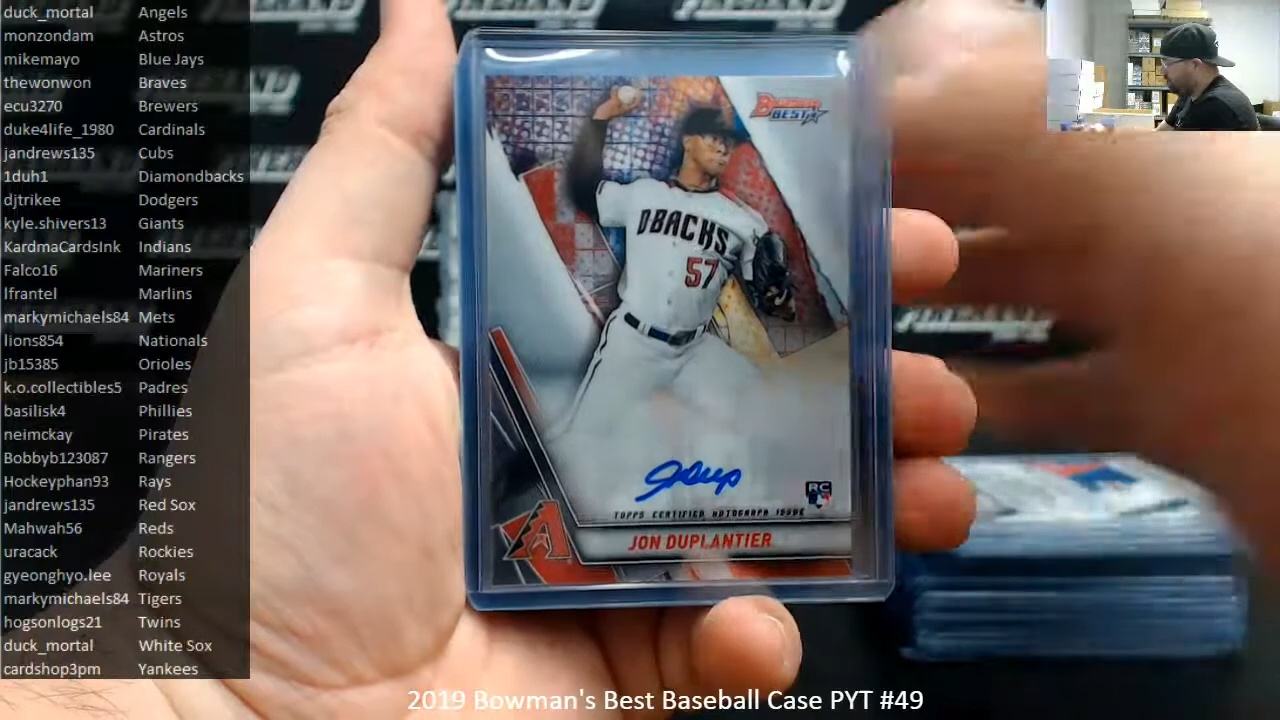 duck_mortal Angels
monzondam Astros
mikemayo Blue Jays
thewonwon Braves
ecu3270 Brewers
duke4life_1980 Cardinals
jandrews135 Cubs
1duh1 Diamondbacks
djtrikee Dodgers
kyle.shivers13 Giants
KardmaCardsInk Indians
Falco16 Mariners
lfrantel Marlins
markymichaels84 Mets
lions854 Nationals
jb15385 Orioles
k.o.collectibles5 Padres
basilisk4 Phillies
neimckay Pirates
Bobbyb123087 Rangers
Hockeyphan93 Rays
jandrews135 Red Sox
Mahwah56 Reds
uracack Rockies
gyeonghyo.lee Royals
markymichaels84 Tigers
hogsonlogs21 Twins
duck_mortal White Sox
cardshop3pm Yankees
BOWMAN'S
BEST
DBACKS
57
RC
TOPPS CERTIFIED AUTOGRAPH ISSUE
JON DUPLANTIER
2019 Bowman's Best Baseball Case PYT #49